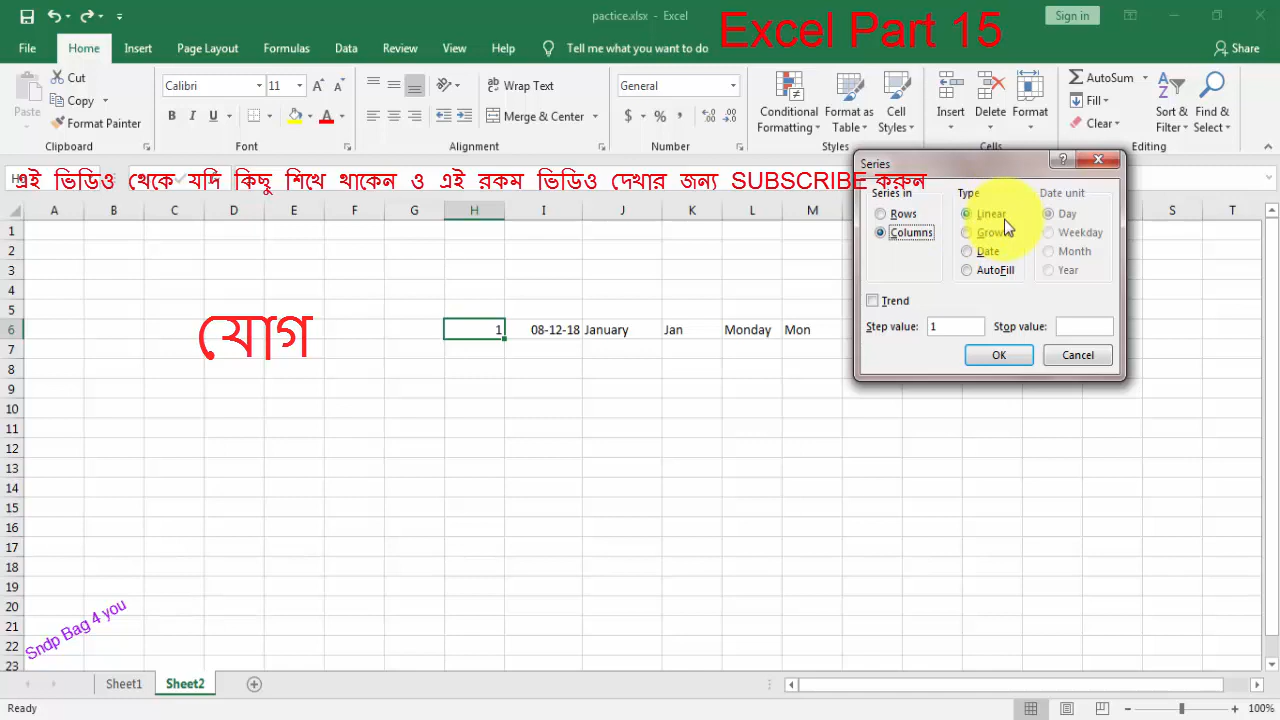 pactice.xlsx - Excel
Sign in
Excel Part 15
File Home Insert Page Layout Formulas Data Review View Help Tell me what you want to do Share
Cut
Copy
Format Painter
Paste
Clipboard
Calibri 11
B I U
Font
Wrap Text
Merge & Center
Alignment
General
$ % ,
Number
Conditional Formatting
Format as Table
Cell Styles
Styles
Insert Delete Format
Cells
AutoSum
Fill
Clear
Sort & Filter
Find & Select
Editing
এই ভিডিও থেকে যদি কিছু শিখে থাকেন ও এই রকম ভিডিও দেখার জন্য SUBSCRIBE করুন
A B C D E F G H I J K L M S T
1
2
3
4
5
6 1 08-12-18 January Jan Monday Mon
7
8
9
10
11
12
13
14
15
16
17
18
19
20
21
22
23
যোগ
Series
Series in Type Date unit
Rows Linear Day
Columns Growth Weekday
Date Month
AutoFill Year
Trend
Step value: 1 Stop value:
OK Cancel
Sndp Bag 4 you
Sheet1 Sheet2
Ready
100%